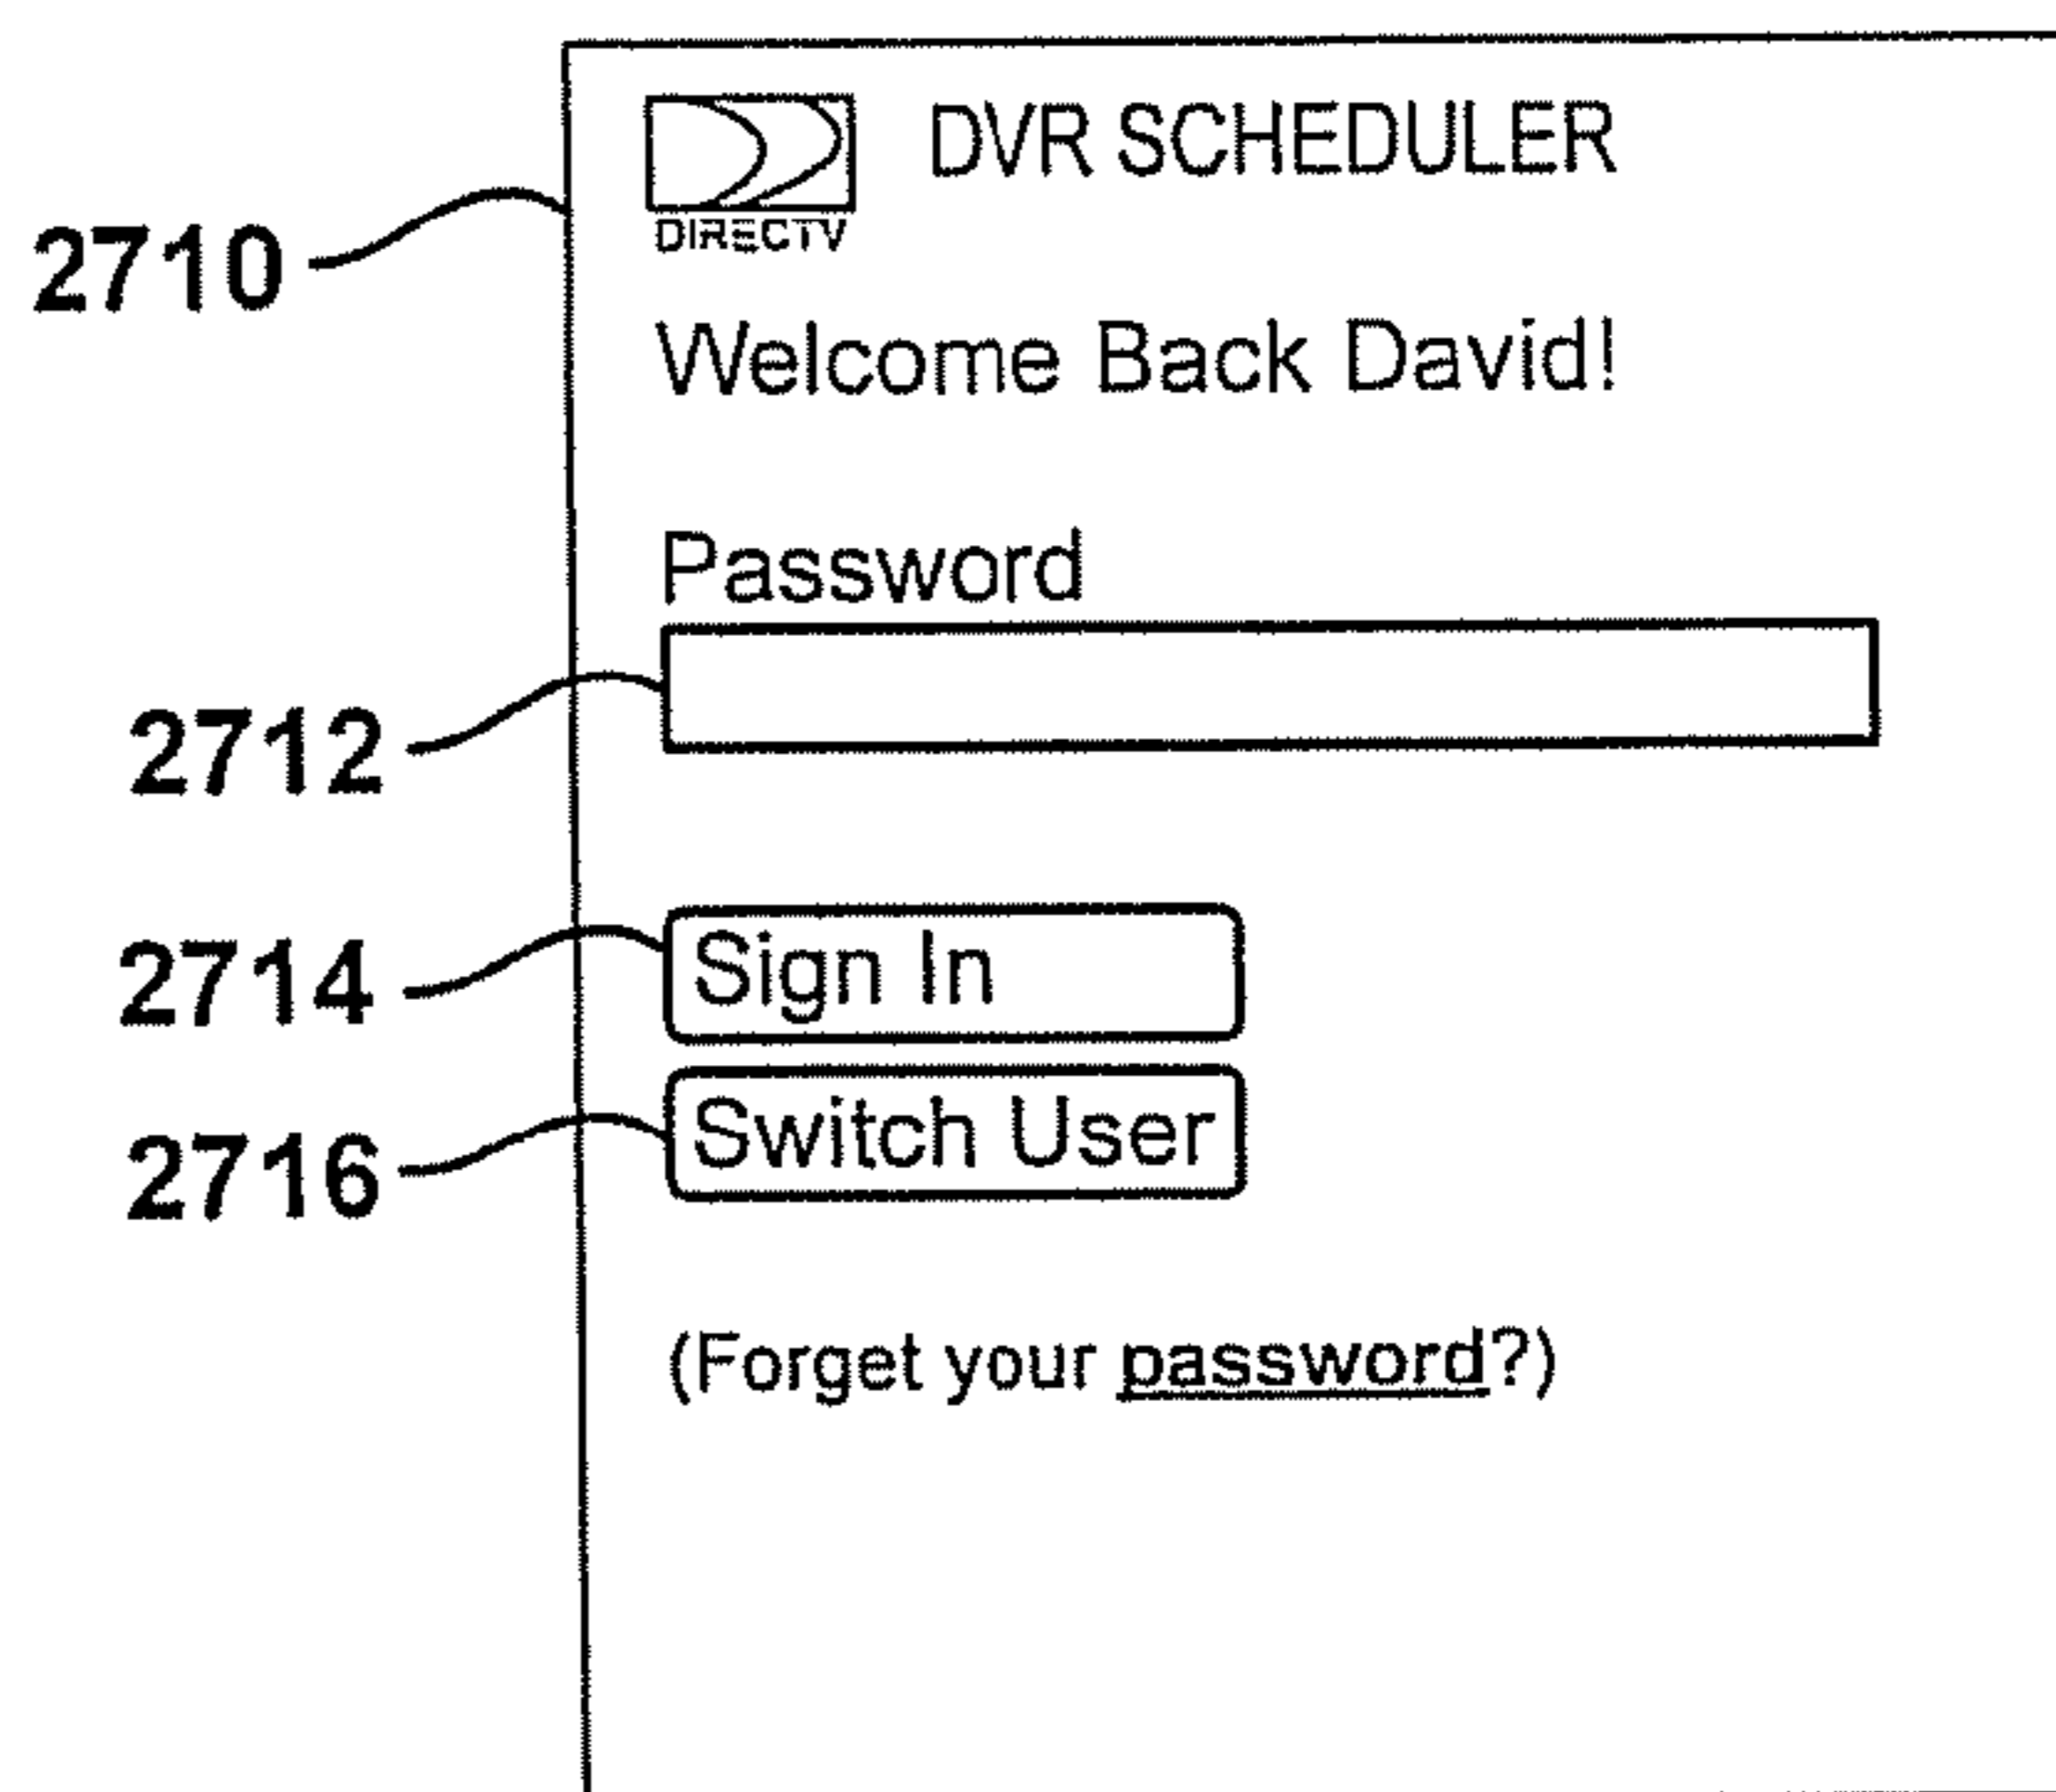 DVR SCHEDULER
DIRECTV
2710
Welcome Back David!
Password
2712
2714
Sign In
2716
Switch User
(Forget your password?)